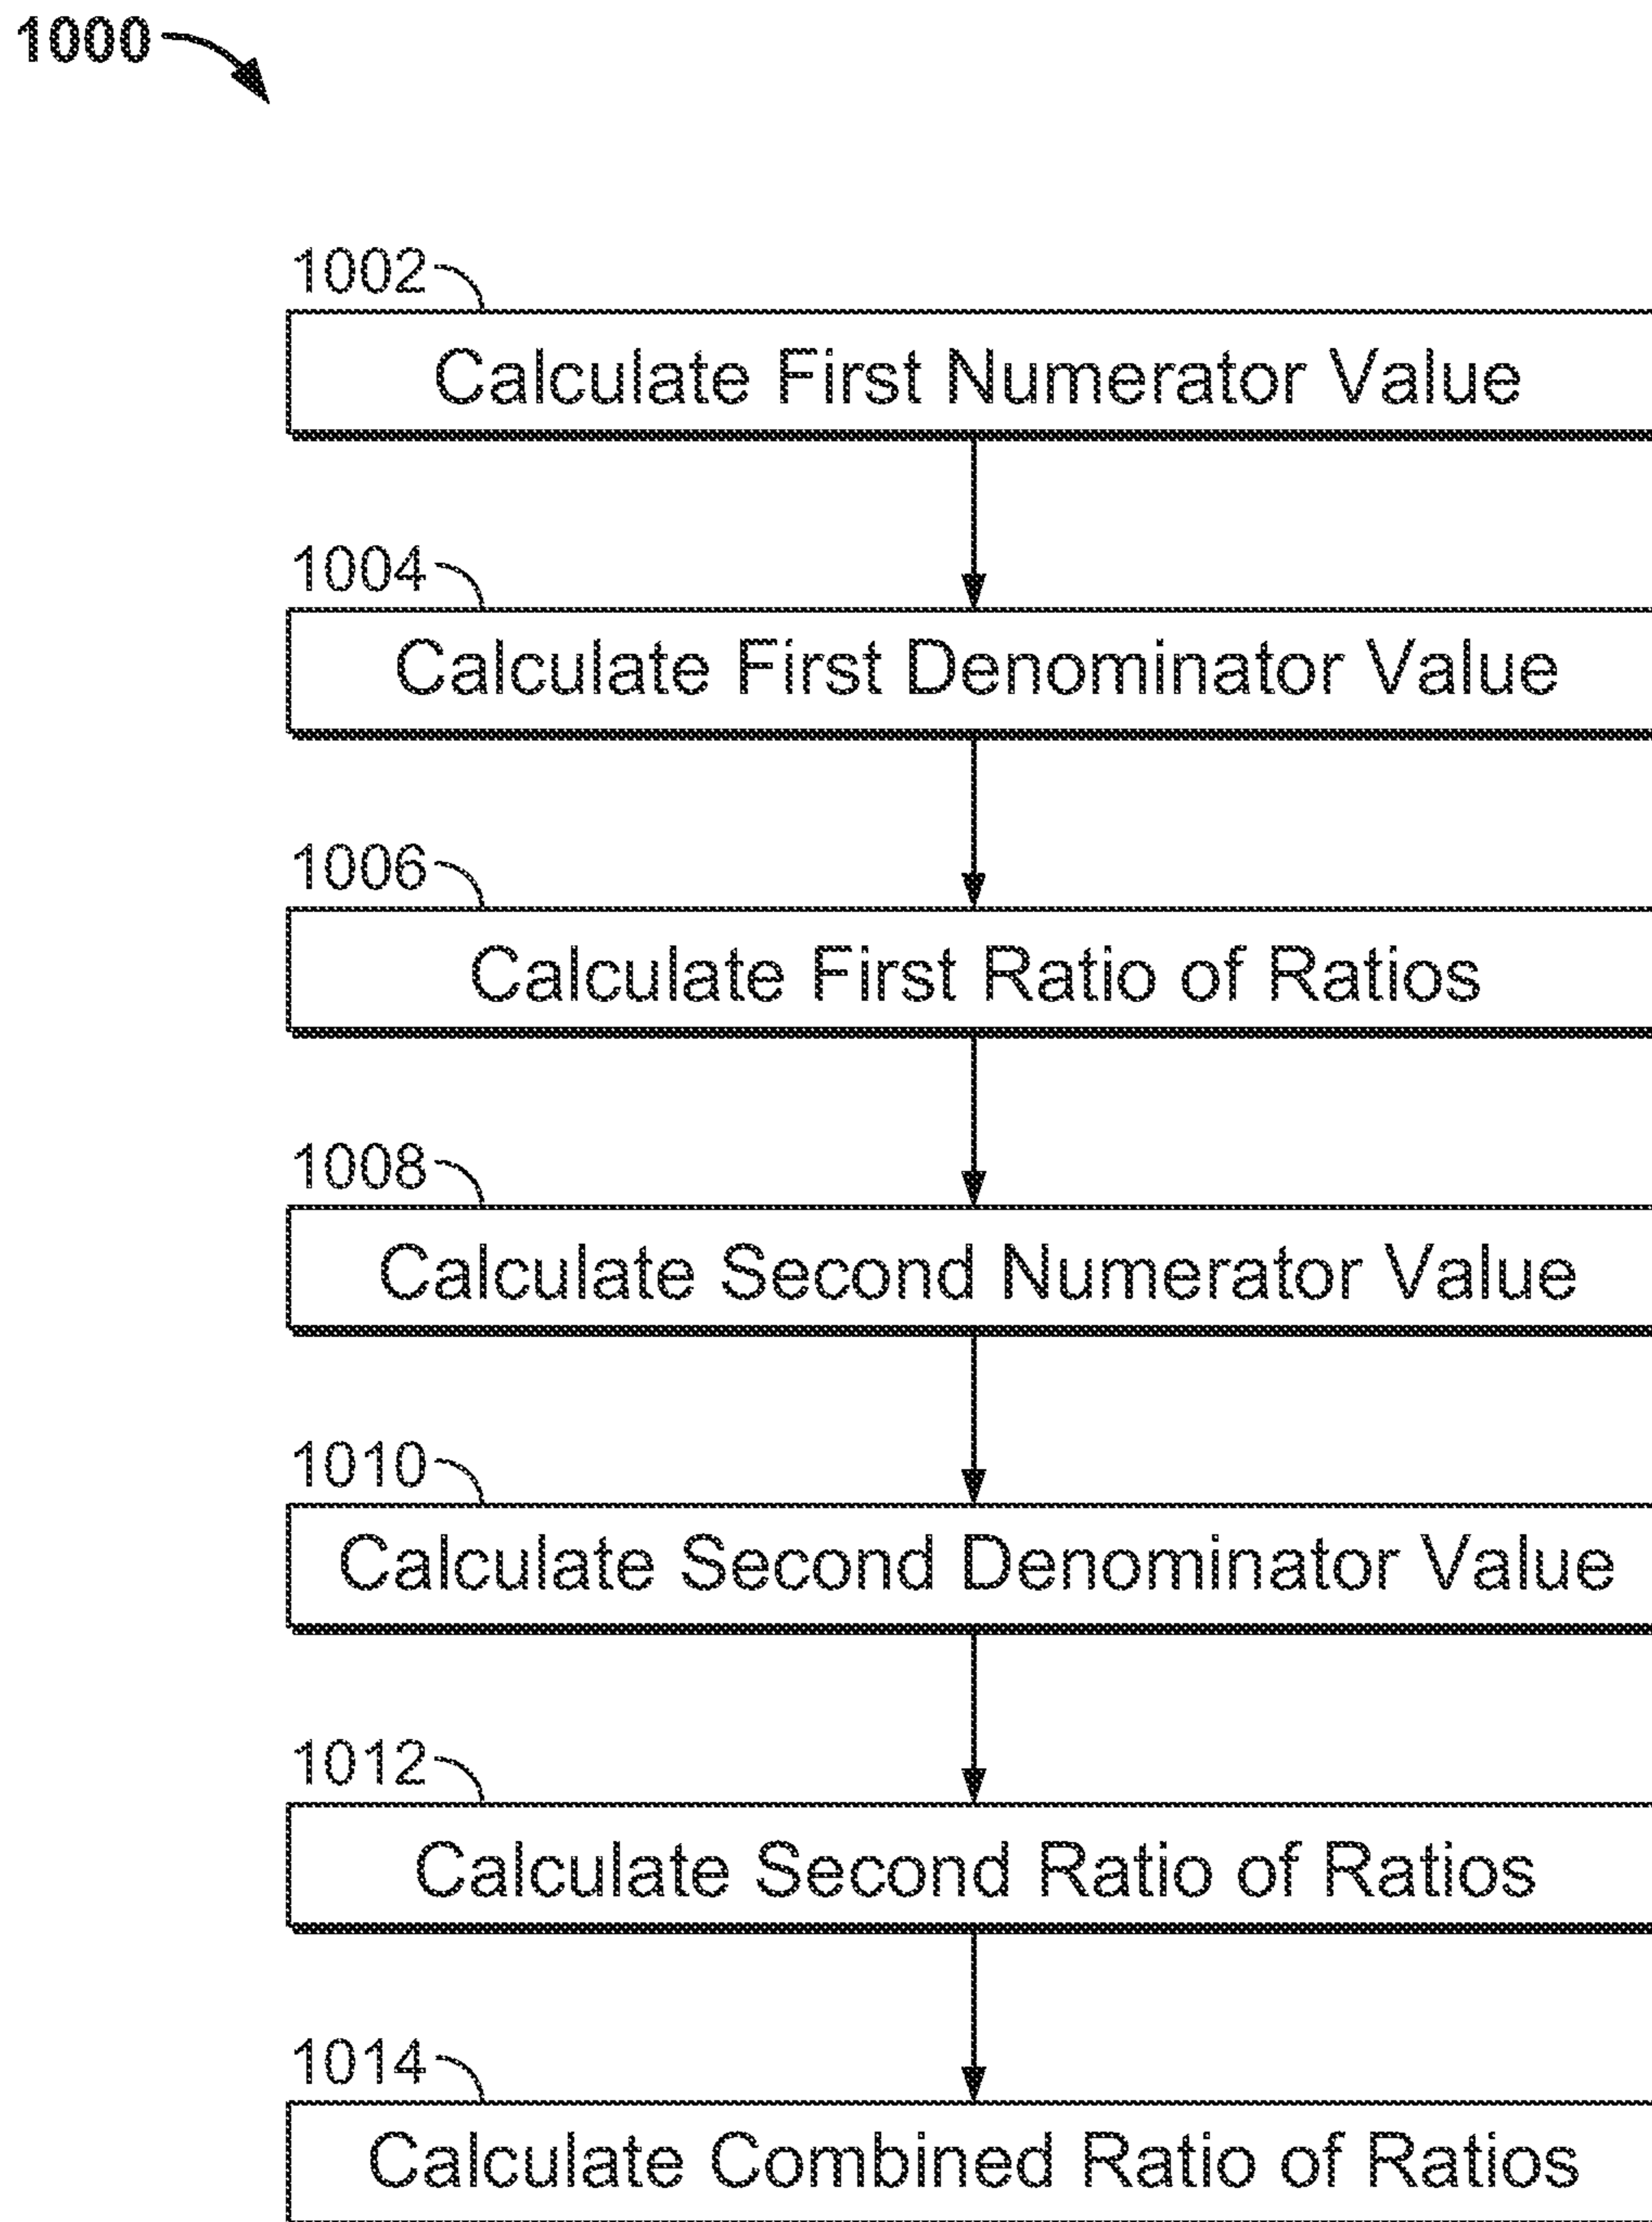 1000
1002
Calculate First Numerator Value
1004
Calculate First Denominator Value
1006
Calculate First Ratio of Ratios
1008
Calculate Second Numerator Value
1010
Calculate Second Denominator Value
1012
Calculate Second Ratio of Ratios
1014
Calculate Combined Ratio of Ratios